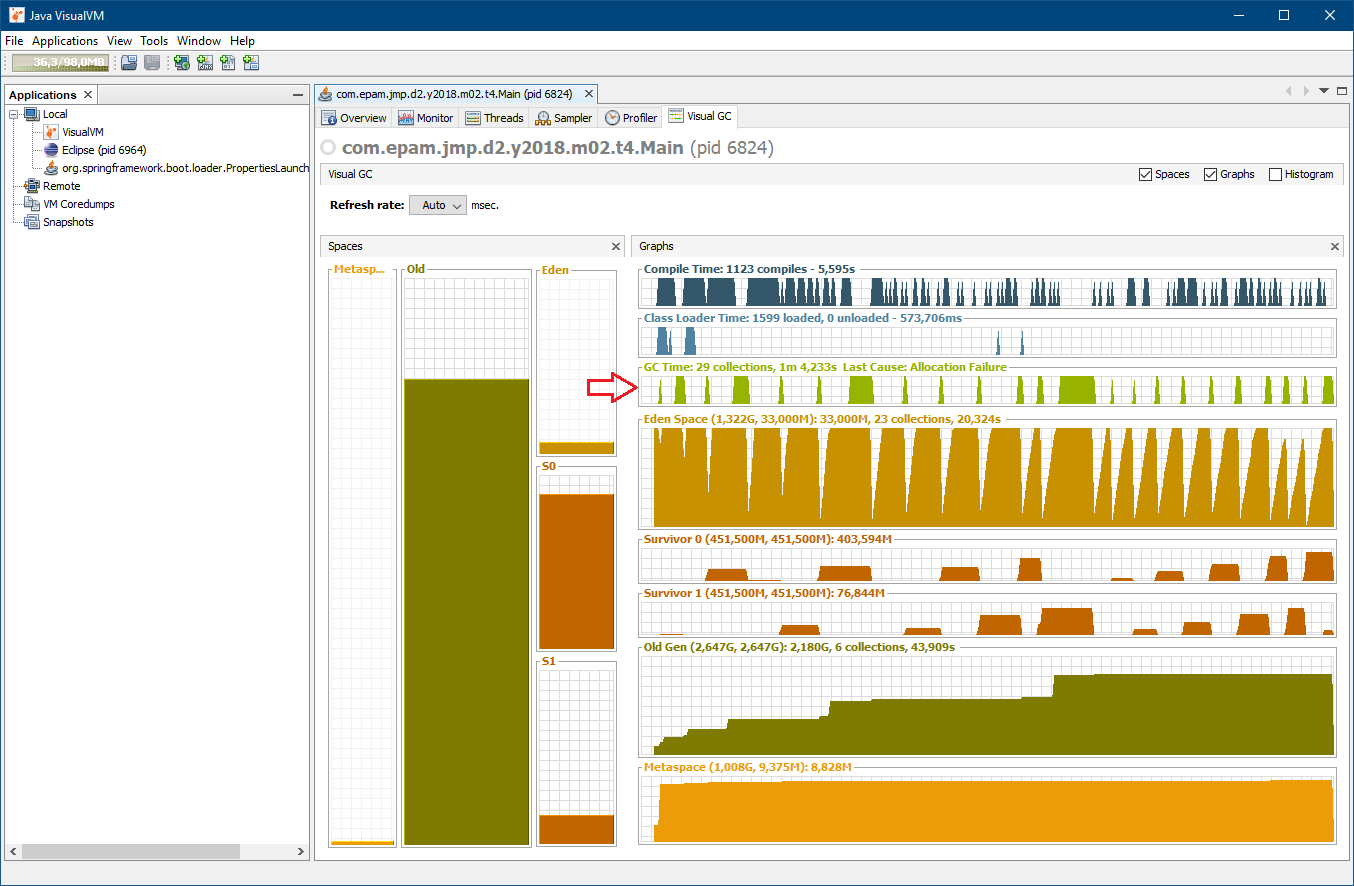 Java VisualVM
File Applications View Tools Window Help
36,3/98,0MB
Applications
Local
VisualVM
Eclipse (pid 6964)
org.springframework.boot.loader.PropertiesLaunch
Remote
VM Coredumps
Snapshots
com.epam.jmp.d2.y2018.m02.t4.Main (pid 6824)
Overview Monitor Threads Sampler Profiler Visual GC
com.epam.jmp.d2.y2018.m02.t4.Main (pid 6824)
Visual GC Spaces Graphs Histogram
Refresh rate: Auto msec.
Spaces
Metasp... Old Eden
S0
S1
Graphs
Compile Time: 1123 compiles - 5,595s
Class Loader Time: 1599 loaded, 0 unloaded - 573,706ms
GC Time: 29 collections, 1m 4,233s Last Cause: Allocation Failure
Eden Space (1,322G, 33,000M): 33,000M, 23 collections, 20,324s
Survivor 0 (451,500M, 451,500M): 403,594M
Survivor 1 (451,500M, 451,500M): 76,844M
Old Gen (2,647G, 2,647G): 2,180G, 6 collections, 43,909s
Metaspace (1,008G, 9,375M): 8,828M